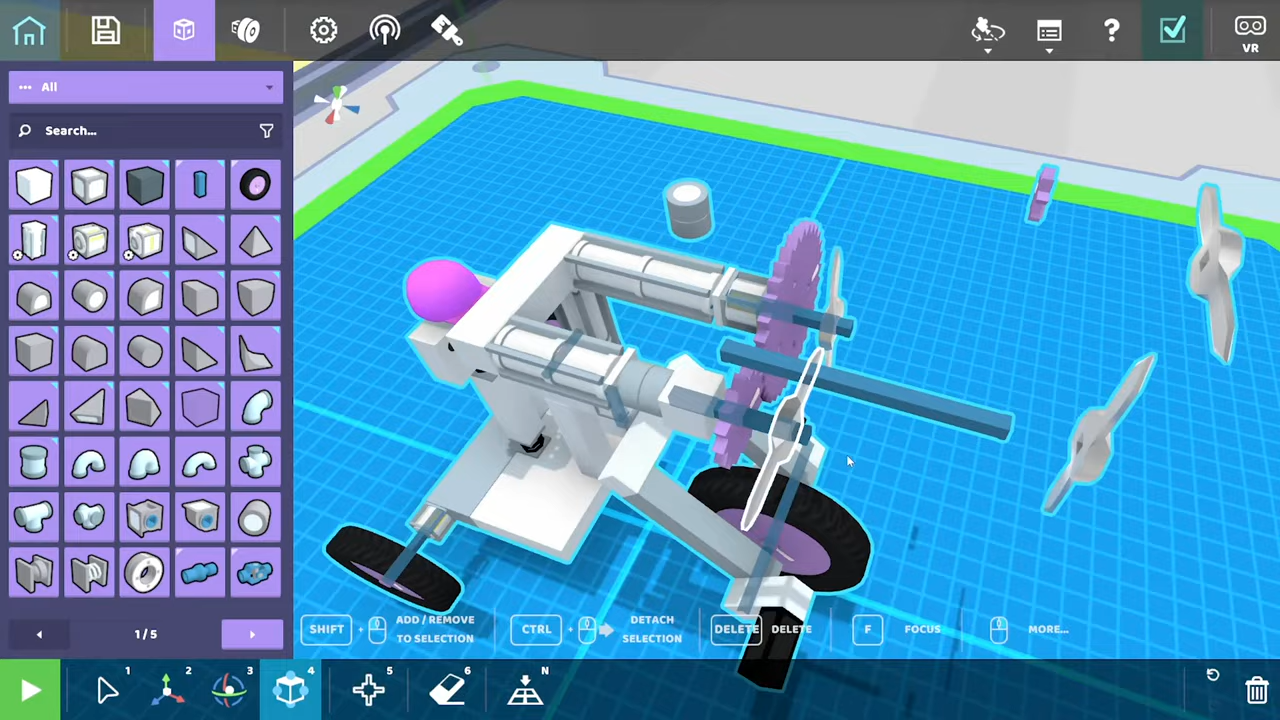 VR
All
Search...
1/5
SHIFT
+
ADD / REMOVE
TO SELECTION
CTRL
+
DETACH
SELECTION
DELETE
DELETE
F
FOCUS
MORE...
1
2
3
4
5
6
N